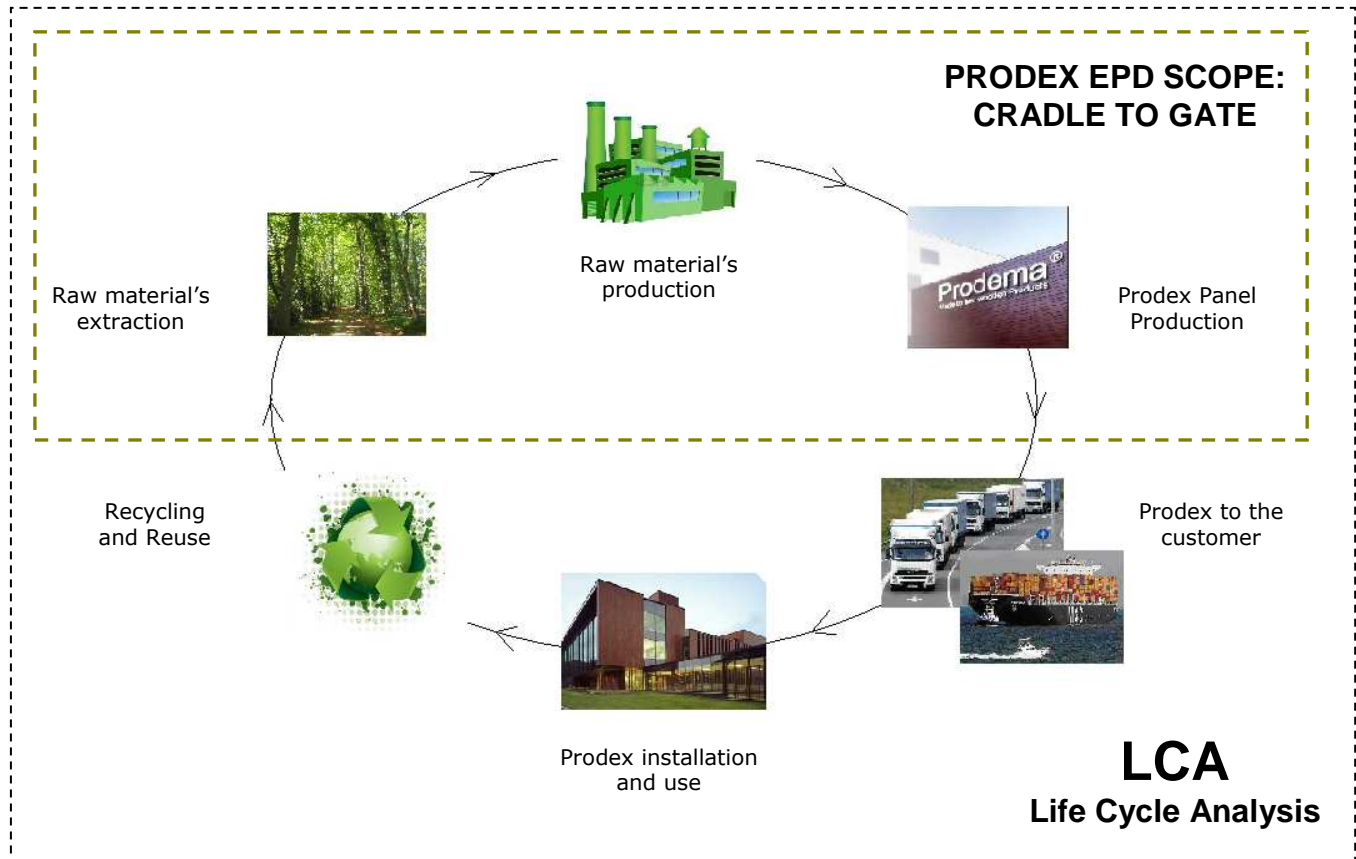 PRODEX EPD SCOPE:
CRADLE TO GATE
Raw material's
extraction
Raw material's
production
Prodema®
Prodex Panel
Production
Recycling
and Reuse
Prodex to the
customer
Prodex installation
and use
LCA
Life Cycle Analysis